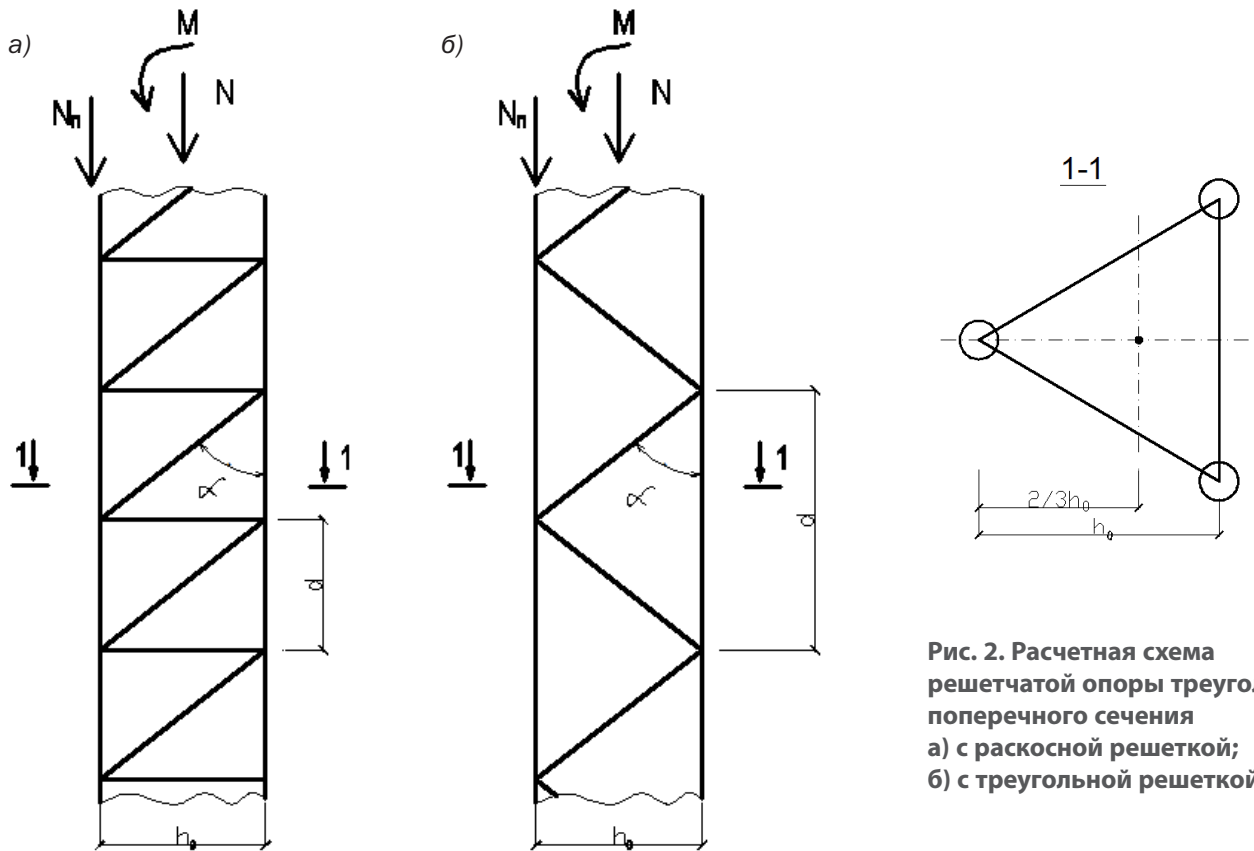 а)
M
N
Nп
1
1
α
d
h₀
б)
M
N
Nп
1
1
α
d
h₀
1-1
2/3h₀
h₀
Рис. 2. Расчетная схема
решетчатой опоры треугол
поперечного сечения
а) с раскосной решеткой;
б) с треугольной решеткой